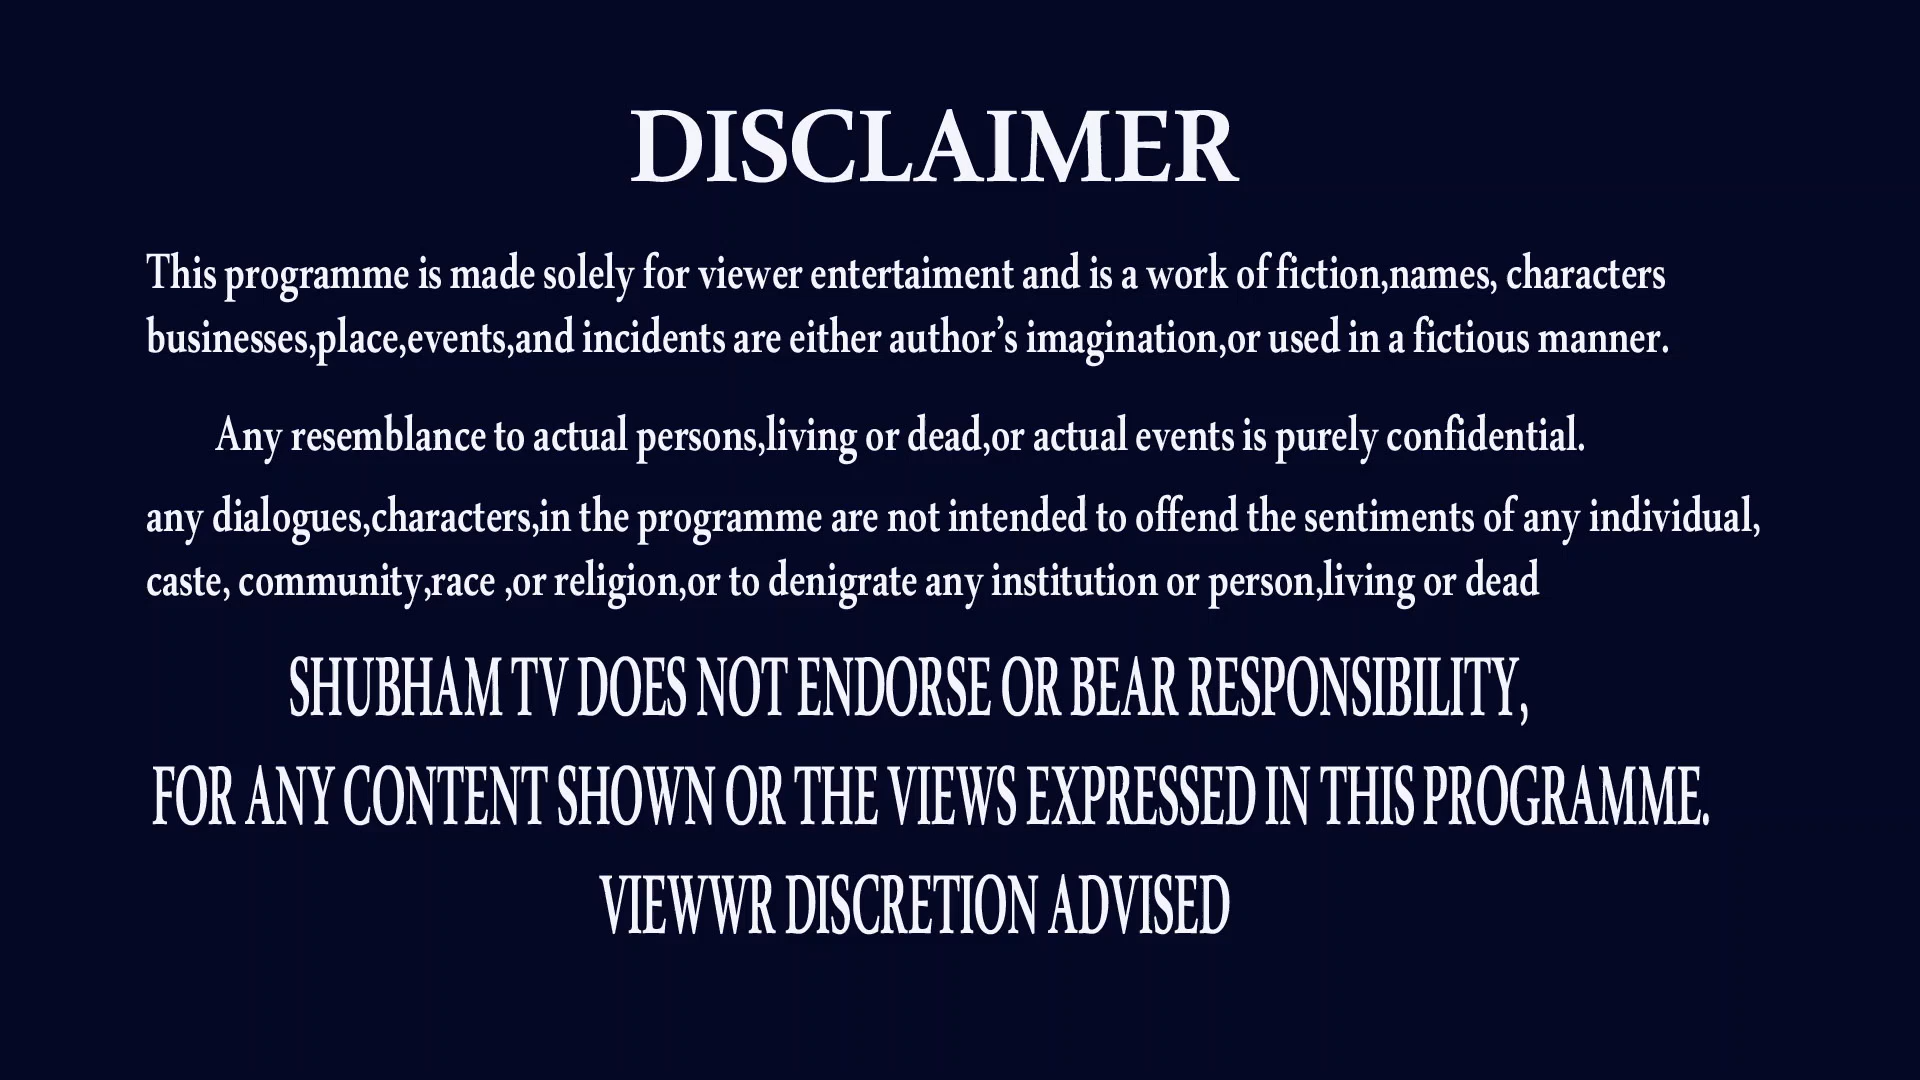 DISCLAIMER
This programme is made solely for viewer entertaiment and is a work of fiction,names, characters
businesses,place,events,and incidents are either author’s imagination,or used in a fictious manner.
Any resemblance to actual persons,living or dead,or actual events is purely confidential.
any dialogues,characters,in the programme are not intended to offend the sentiments of any individual,
caste, community,race ,or religion,or to denigrate any institution or person,living or dead
SHUBHAM TV DOES NOT ENDORSE OR BEAR RESPONSIBILITY,
FOR ANY CONTENT SHOWN OR THE VIEWS EXPRESSED IN THIS PROGRAMME.
VIEWWR DISCRETION ADVISED